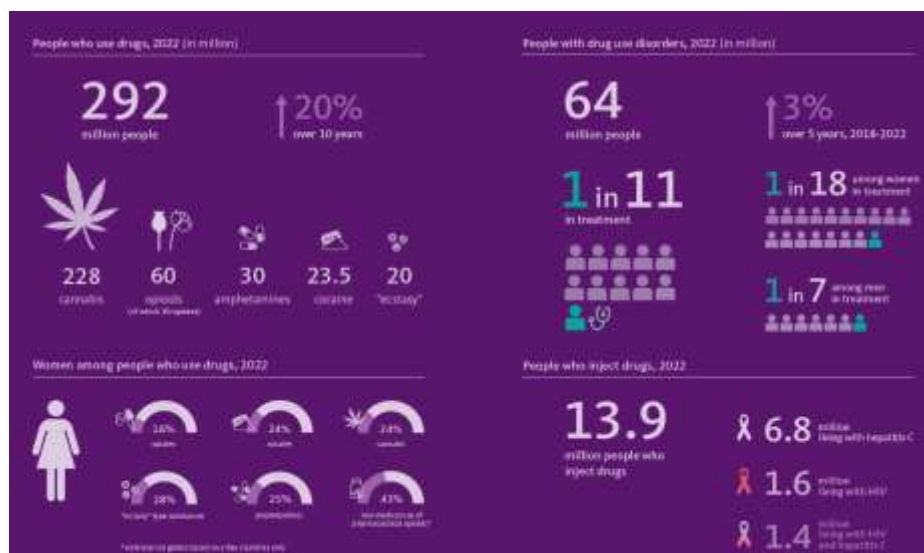 People who use drugs, 2022 (in million)
292
million people
20%
over 10 years
228
cannabis
60
opioids
30
amphetamines
23.5
cocaine
20
"ecstasy"
People with drug use disorders, 2022 (in million)
64
million people
3%
over 5 years, 2018-2022
1 in 11
in treatment
1 in 18 among women
in treatment
1 in 7 among men
in treatment
Women among people who use drugs, 2022
16%
24%
24%
cannabis
28%
25%
amphetamines
43%
People who inject drugs, 2022
13.9
million people who
inject drugs
6.8 million
living with hepatitis C
1.6 million
living with HIV
1.4 million
living with HIV
and hepatitis C